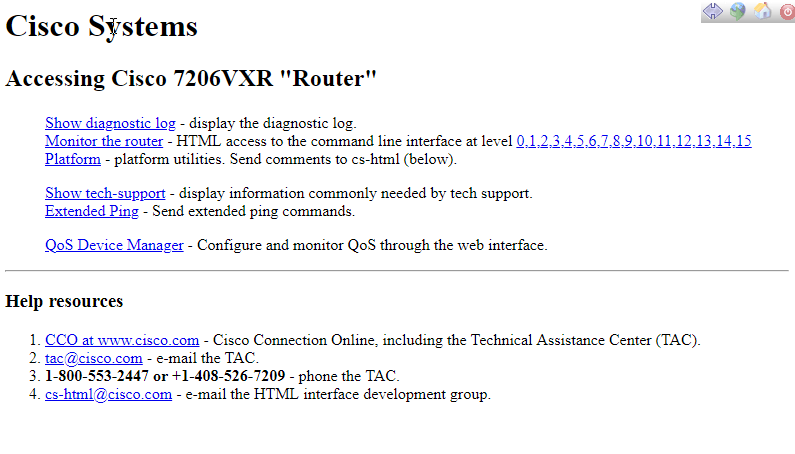 Cisco Systems
Accessing Cisco 7206VXR "Router"
Show diagnostic log - display the diagnostic log.
Monitor the router - HTML access to the command line interface at level 0,1,2,3,4,5,6,7,8,9,10,11,12,13,14,15
Platform - platform utilities. Send comments to cs-html (below).
Show tech-support - display information commonly needed by tech support.
Extended Ping - Send extended ping commands.
QoS Device Manager - Configure and monitor QoS through the web interface.
Help resources
1. CCO at www.cisco.com - Cisco Connection Online, including the Technical Assistance Center (TAC).
2. tac@cisco.com - e-mail the TAC.
3. 1-800-553-2447 or +1-408-526-7209 - phone the TAC.
4. cs-html@cisco.com - e-mail the HTML interface development group.